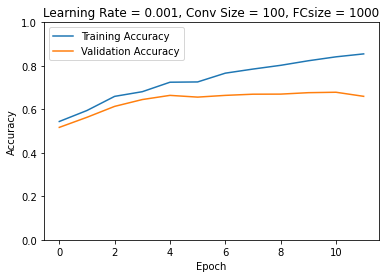 Learning Rate = 0.001, Conv Size = 100, FCsize = 1000
Training Accuracy
Validation Accuracy
Accuracy
1.0
0.8
0.6
0.4
0.2
0.0
0 2 4 6 8 10
Epoch